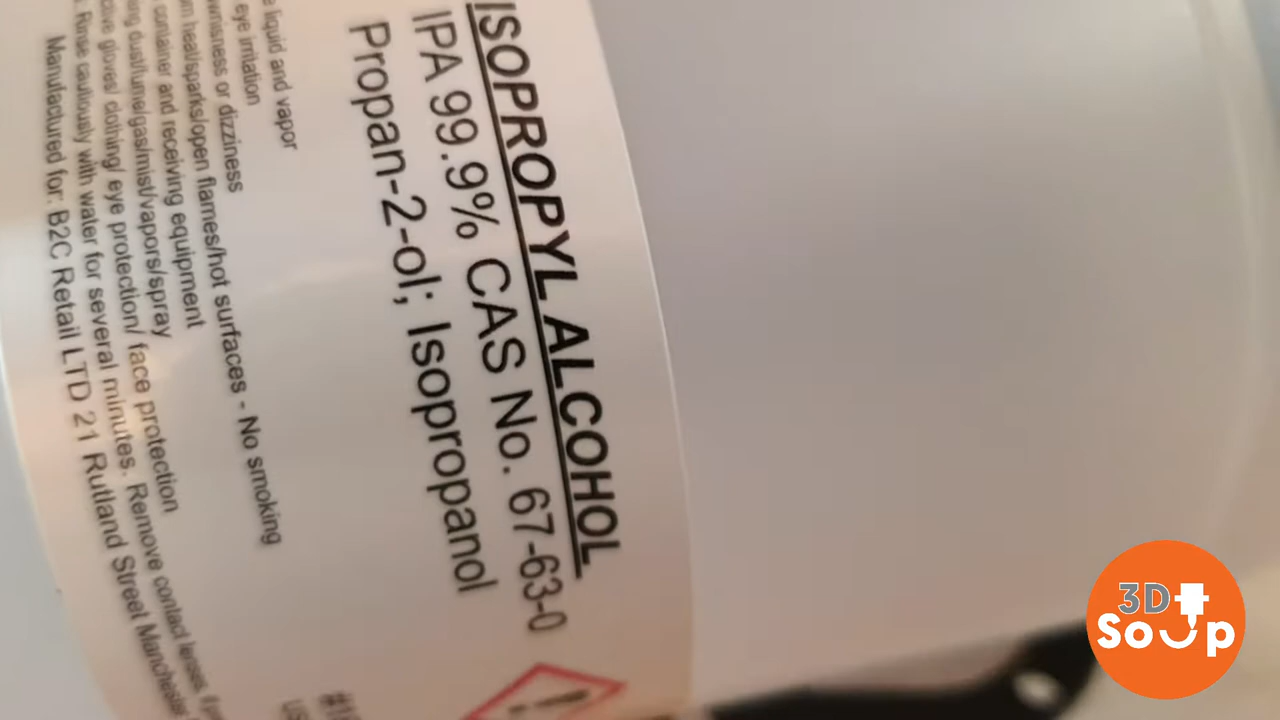 ISOPROPYL ALCOHOL
IPA 99.9% CAS No. 67-63-0
Propan-2-ol; Isopropanol
liquid and vapor
eye irritation
or dizziness
heat/sparks/open flames/hot surfaces - No smoking
container and receiving equipment
dust/fume/gas/mist/vapors/spray
gloves/ clothing/ eye protection/ face protection
Rinse cautiously with water for several minutes. Remove contact lenses,
Manufactured for: B2C Retail LTD 21 Rutland Street Manchester
3D
Soup